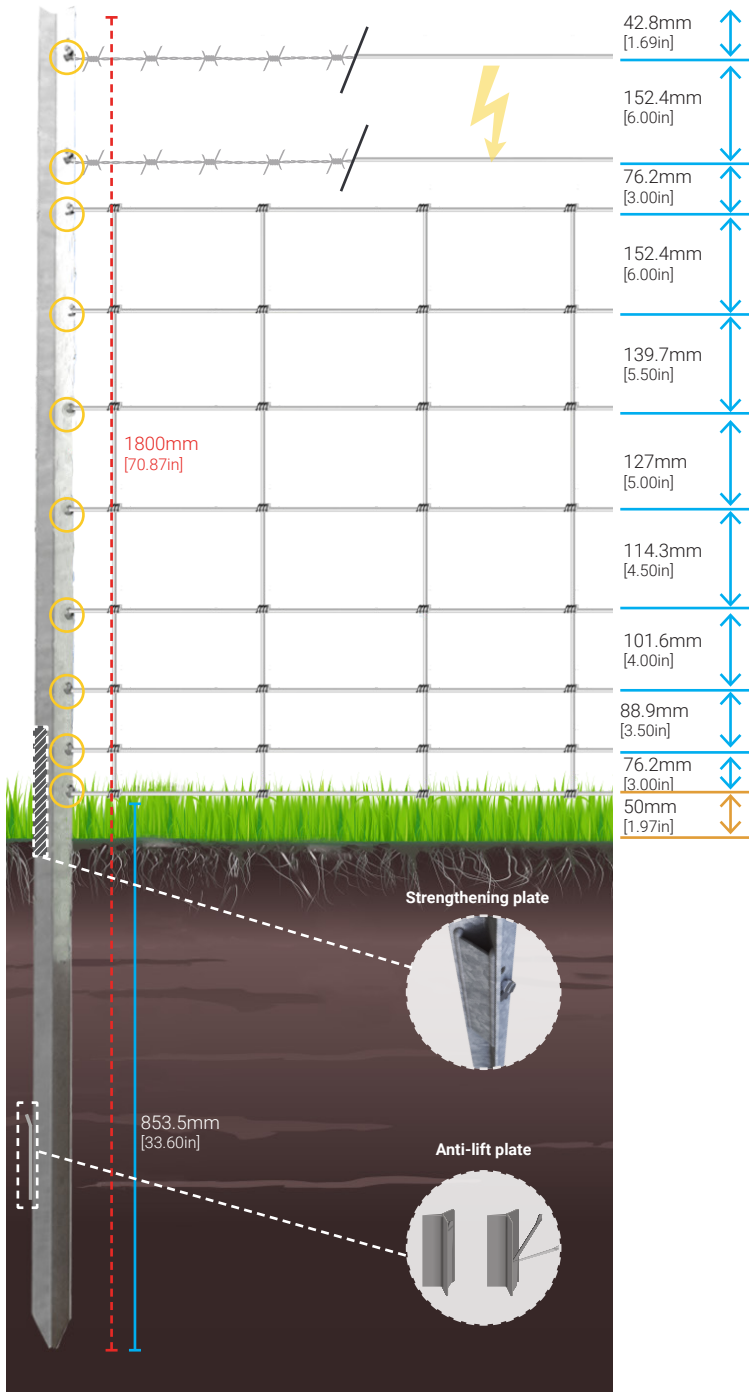 42.8mm
[1.69in]
152.4mm
[6.00in]
76.2mm
[3.00in]
152.4mm
[6.00in]
139.7mm
[5.50in]
1800mm
[70.87in]
127mm
[5.00in]
114.3mm
[4.50in]
101.6mm
[4.00in]
88.9mm
[3.50in]
76.2mm
[3.00in]
50mm
[1.97in]
Strengthening plate
853.5mm
[33.60in]
Anti-lift plate